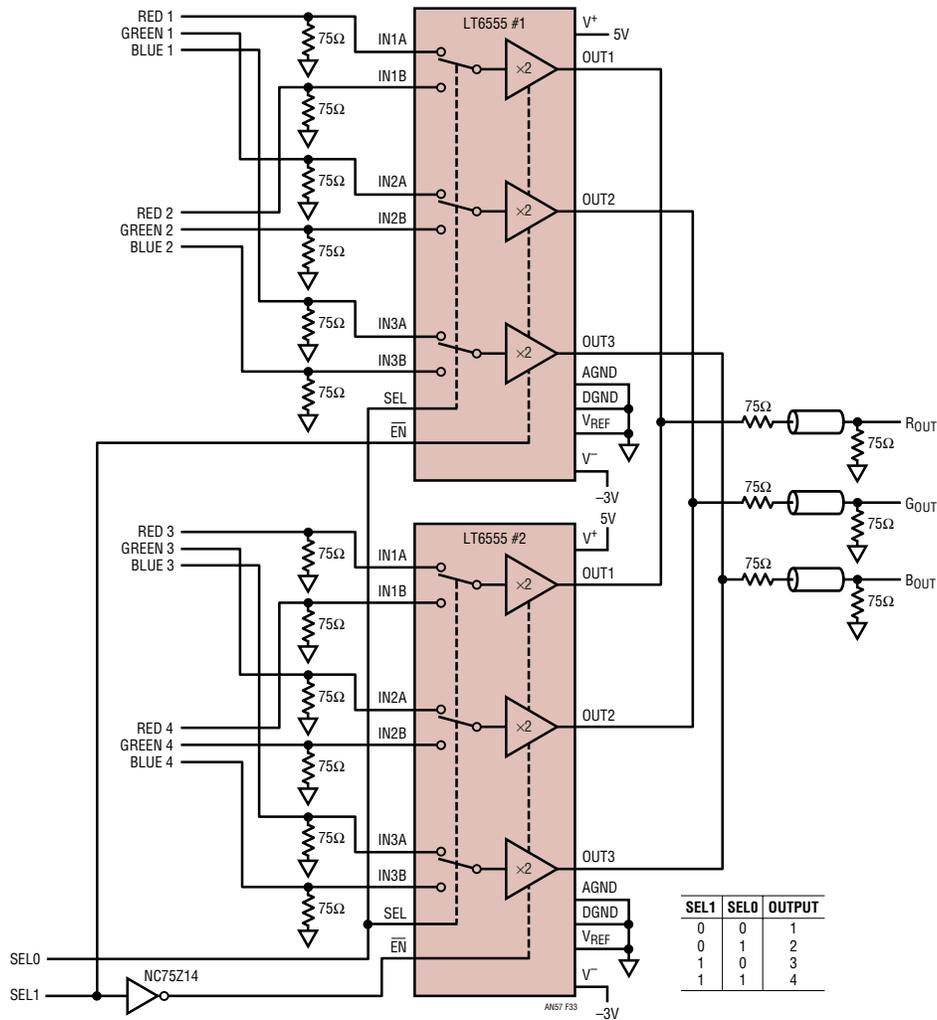 RED 1
GREEN 1
BLUE 1
75Ω
IN1A
LT6555 #1
V+
5V
×2
OUT1
IN1B
75Ω
75Ω
IN2A
×2
OUT2
RED 2
GREEN 2
BLUE 2
IN2B
75Ω
75Ω
IN3A
×2
OUT3
IN3B
75Ω
SEL
EN
AGND
DGND
VREF
V–
–3V
75Ω
ROUT
75Ω
75Ω
GOUT
75Ω
75Ω
BOUT
75Ω
RED 3
GREEN 3
BLUE 3
75Ω
IN1A
LT6555 #2
5V
V+
×2
OUT1
IN1B
75Ω
75Ω
IN2A
×2
OUT2
RED 4
GREEN 4
BLUE 4
IN2B
75Ω
75Ω
IN3A
×2
OUT3
IN3B
75Ω
SEL
EN
AGND
DGND
VREF
V–
–3V
SEL0
SEL1
NC75Z14
AN57 F33
SEL1 SEL0 OUTPUT
0 0 1
0 1 2
1 0 3
1 1 4